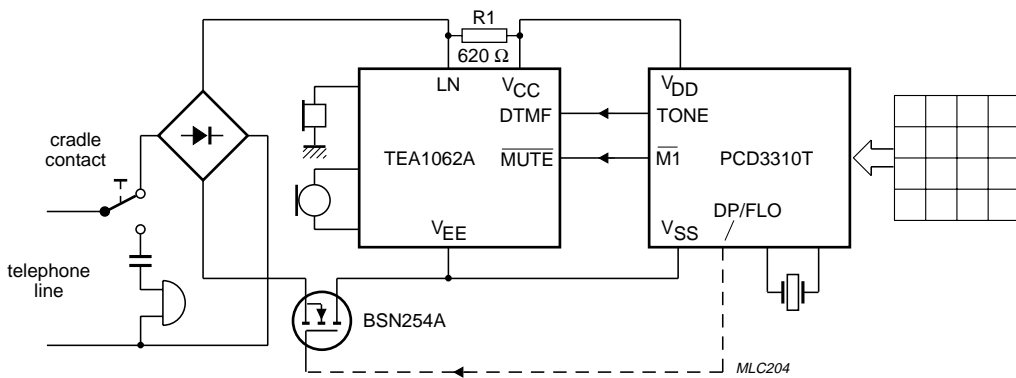 R1
620 Ω
LN
VCC
VDD
DTMF
TONE
cradle
contact
TEA1062A
MUTE
M1
PCD3310T
DP/FLO
VEE
VSS
telephone
line
BSN254A
MLC204